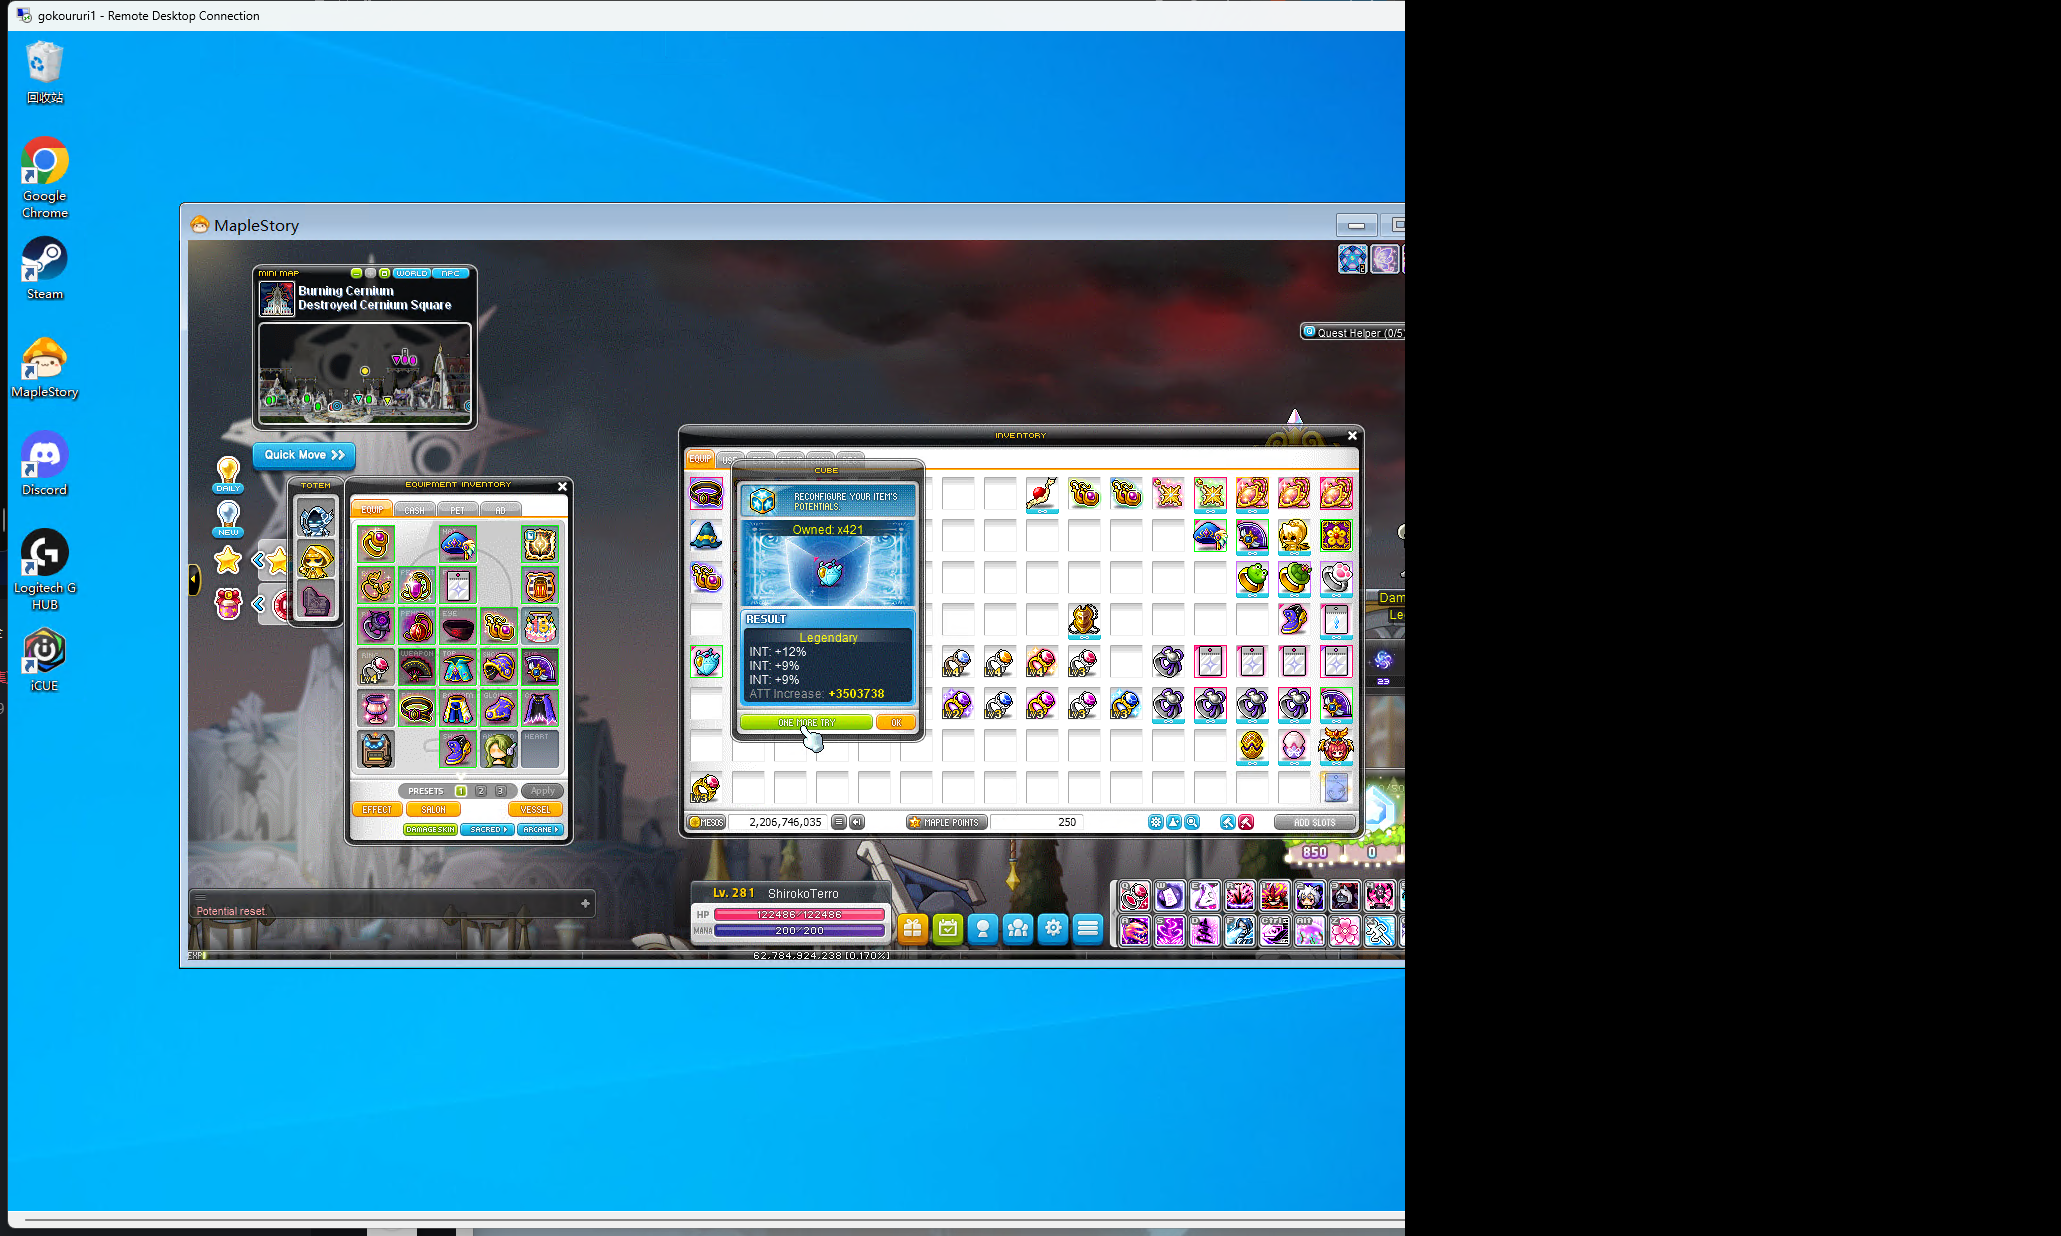 gokoururi1 - Remote Desktop Connection
回收站
Google
Chrome
Steam
MapleStory
Discord
Logitech G
HUB
iCUE
MapleStory
MINI MAP
WORLD
NPC
Burning Cernium
Destroyed Cernium Square
Quick Move
Quest Helper (0/5
DAILY
NEW
TOTEM
EQUIPMENT INVENTORY
EQUIP
CASH
PET
AD
PRESETS
1
2
3
Apply
EFFECT
SALON
VESSEL
DAMAGE SKIN
SACRED
ARCANE
INVENTORY
EQUIP
CUBE
RECONFIGURE YOUR ITEM'S
POTENTIALS.
Owned: x421
RESULT
Legendary
INT: +12%
INT: +9%
INT: +9%
ATT Increase: +3503738
ONE MORE TRY
OK
MESOS
2,206,746,035
MAPLE POINTS
250
ADD SLOTS
Dam
Le
23
850
0
Potential reset.
Lv. 281
ShirokoTerro
HP
122486/122486
MANA
200/200
EXP
62,784,924,238 [0.170%]